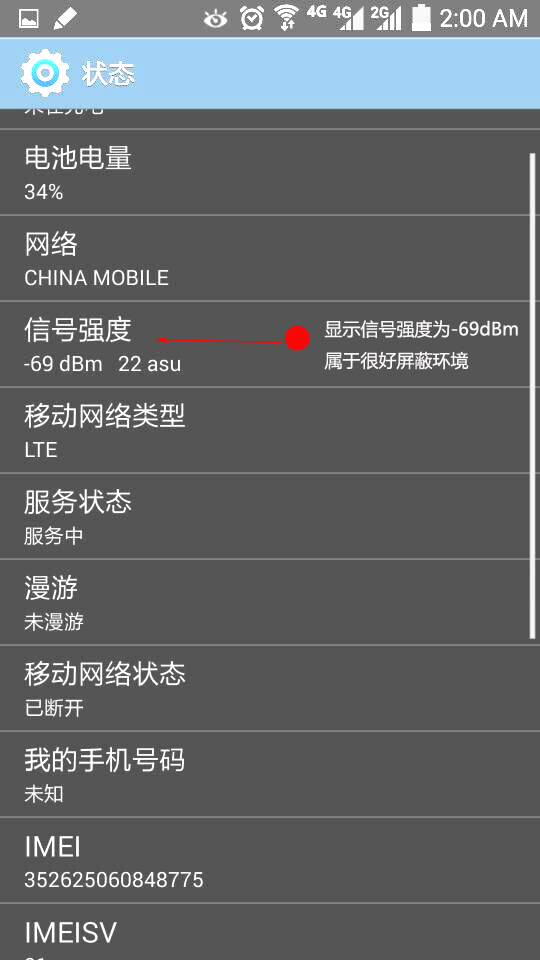 4G 4G 2G 2:00 AM
状态
未在充电
电池电量
34%
网络
CHINA MOBILE
信号强度
-69 dBm 22 asu
显示信号强度为-69dBm
属于很好屏蔽环境
移动网络类型
LTE
服务状态
服务中
漫游
未漫游
移动网络状态
已断开
我的手机号码
未知
IMEI
352625060848775
IMEISV